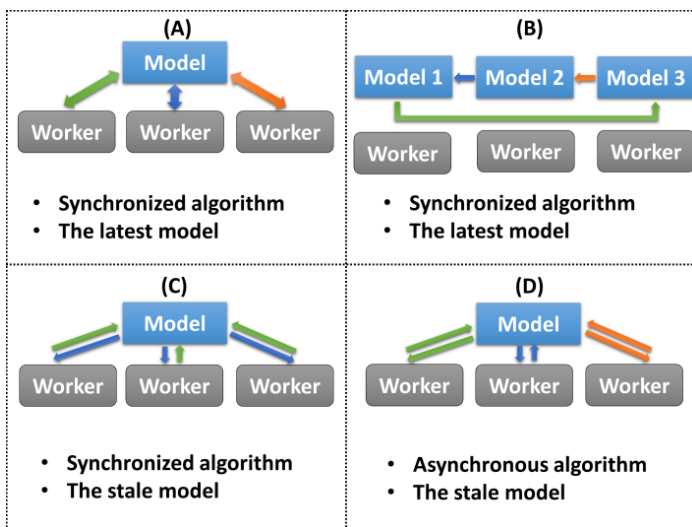 (A)
Model
Worker Worker Worker
• Synchronized algorithm
• The latest model
(B)
Model 1 Model 2 Model 3
Worker Worker Worker
• Synchronized algorithm
• The latest model
(C)
Model
Worker Worker Worker
• Synchronized algorithm
• The stale model
(D)
Model
Worker Worker Worker
• Asynchronous algorithm
• The stale model